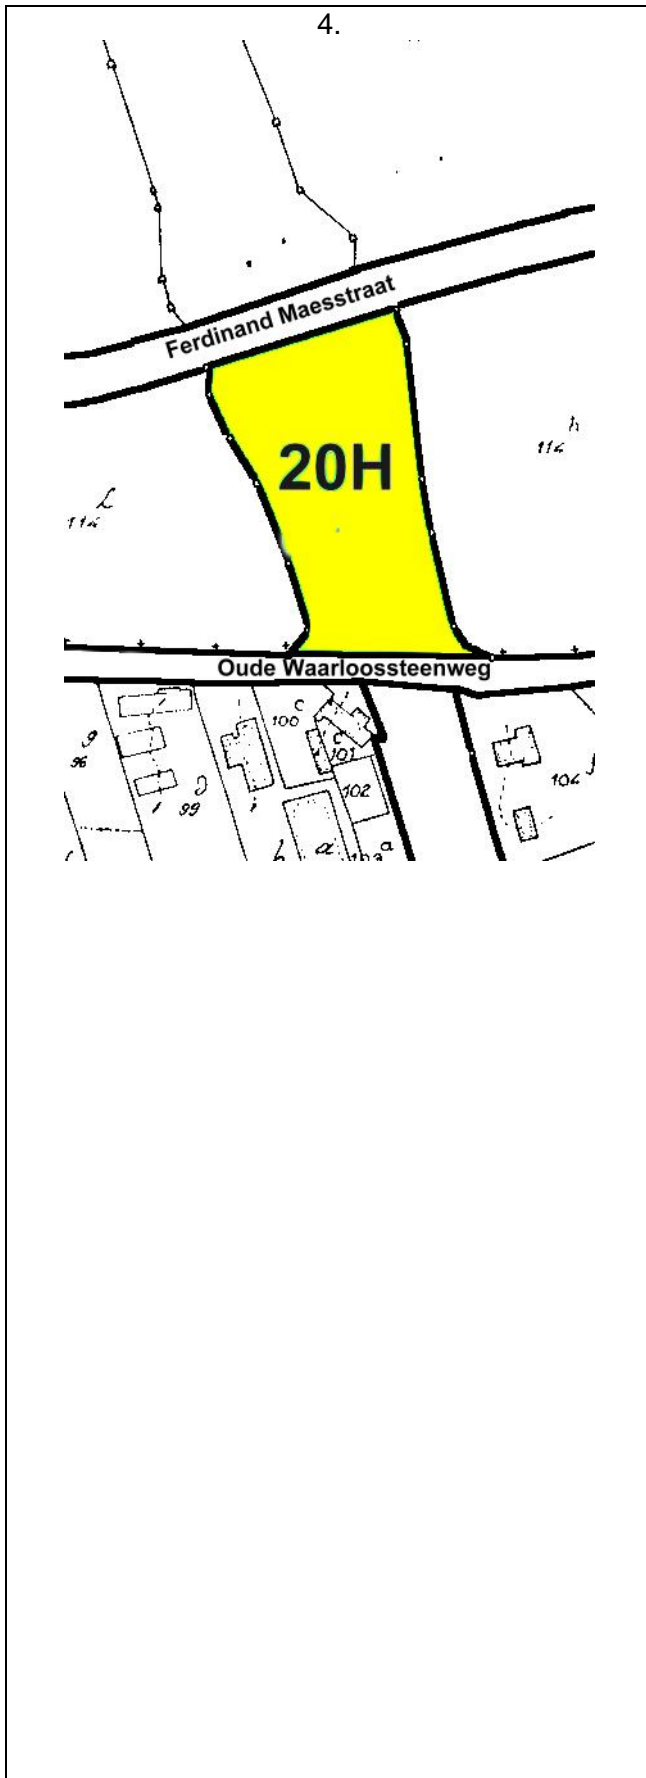 4.
Ferdinand Maesstraat
20H
114 h
114 L
Oude Waarloossteenweg
100 c
g
96
c
101
99
102
104
a
a